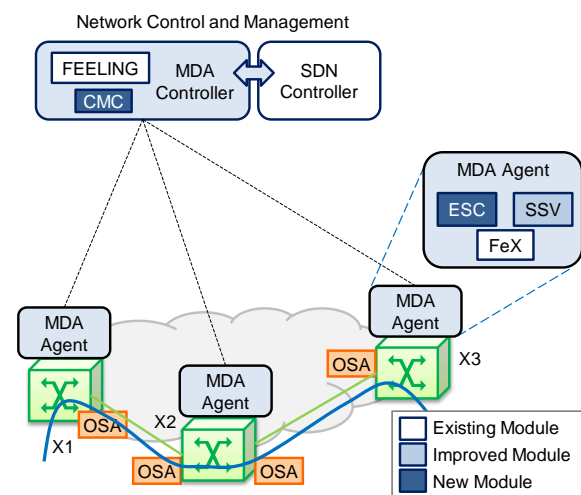 Network Control and Management
FEELING
CMC
MDA
Controller
SDN
Controller
MDA Agent
ESC
SSV
FeX
MDA
Agent
MDA
Agent
MDA
Agent
OSA
X3
X1
OSA
X2
OSA
OSA
Existing Module
Improved Module
New Module